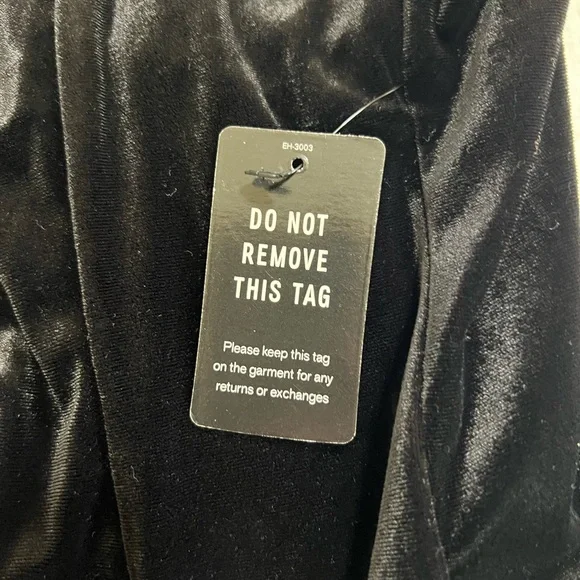 EH-3003
DO NOT
REMOVE
THIS TAG
Please keep this tag
on the garment for any
returns or exchanges